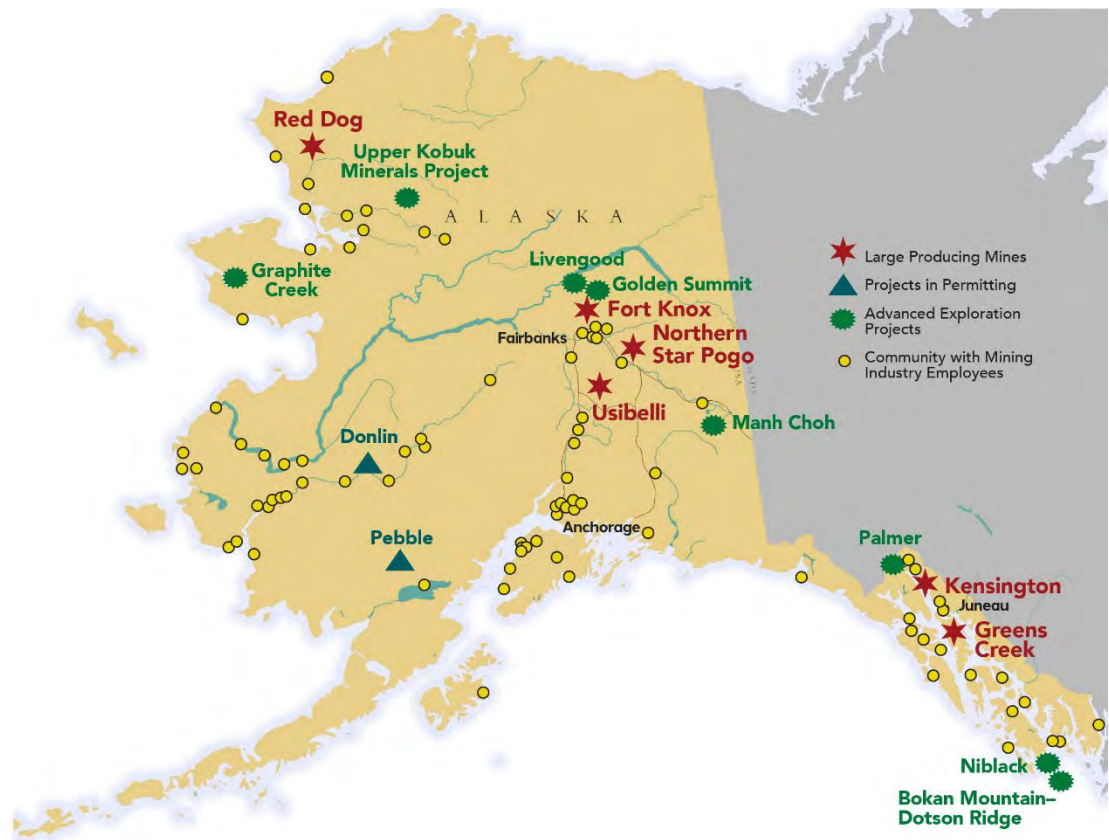 Red Dog
Upper Kobuk
Minerals Project
ALASKA
Graphite
Creek
Livengood
Golden Summit
Fort Knox
Fairbanks
Northern
Star Pogo
Usibelli
Manh Choh
Donlin
Anchorage
Pebble
Large Producing Mines
Projects in Permitting
Advanced Exploration
Projects
Community with Mining
Industry Employees
Palmer
Kensington
Juneau
Greens
Creek
Niblack
Bokan Mountain–
Dotson Ridge